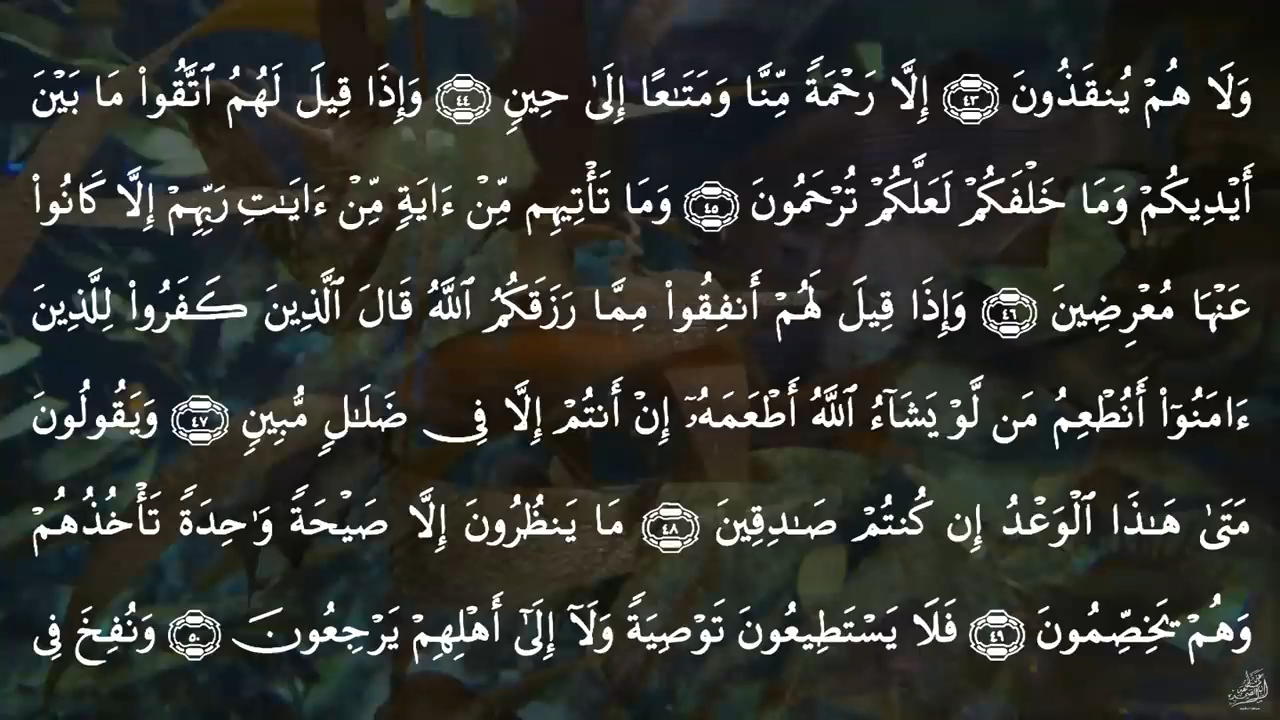 وَلَا هُمْ يُنقَذُونَ ٤٣ إِلَّا رَحْمَةً مِّنَّا وَمَتَـٰعًا إِلَىٰ حِينٍ ٤٤ وَإِذَا قِيلَ لَهُمُ ٱتَّقُوا۟ مَا بَيْنَ
أَيْدِيكُمْ وَمَا خَلْفَكُمْ لَعَلَّكُمْ تُرْحَمُونَ ٤٥ وَمَا تَأْتِيهِم مِّنْ ءَايَةٍ مِّنْ ءَايَـٰتِ رَبِّهِمْ إِلَّا كَانُوا۟
عَنْهَا مُعْرِضِينَ ٤٦ وَإِذَا قِيلَ لَهُمْ أَنفِقُوا۟ مِمَّا رَزَقَكُمُ ٱللَّهُ قَالَ ٱلَّذِينَ كَفَرُوا۟ لِلَّذِينَ
ءَامَنُوٓا۟ أَنُطْعِمُ مَن لَّوْ يَشَآءُ ٱللَّهُ أَطْعَمَهُۥٓ إِنْ أَنتُمْ إِلَّا فِى ضَلَـٰلٍ مُّبِينٍ ٤٧ وَيَقُولُونَ
مَتَىٰ هَـٰذَا ٱلْوَعْدُ إِن كُنتُمْ صَـٰدِقِينَ ٤٨ مَا يَنظُرُونَ إِلَّا صَيْحَةً وَٰحِدَةً تَأْخُذُهُمْ
وَهُمْ يَخِصِّمُونَ ٤٩ فَلَا يَسْتَطِيعُونَ تَوْصِيَةً وَلَآ إِلَىٰٓ أَهْلِهِمْ يَرْجِعُونَ ٥٠ وَنُفِخَ فِى